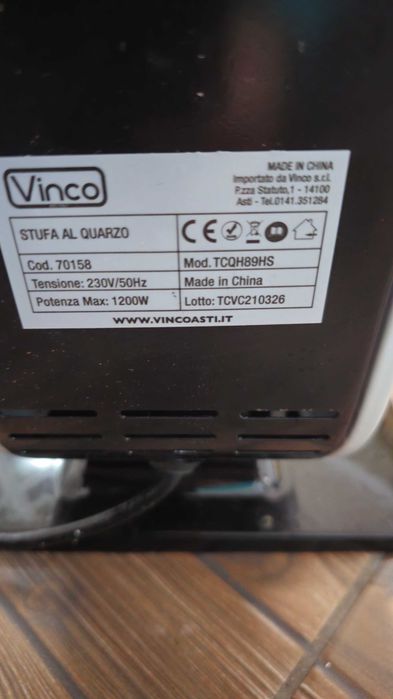 Vinco
MADE IN CHINA
Importato da Vinco s.r.l.
P.zza Statuto,1 - 14100
Asti - Tel.0141.351284
STUFA AL QUARZO
CE
Cod. 70158
Mod. TCQH89HS
Tensione: 230V/50Hz
Made in China
Potenza Max: 1200W
Lotto: TCVC210326
WWW.VINCOASTI.IT